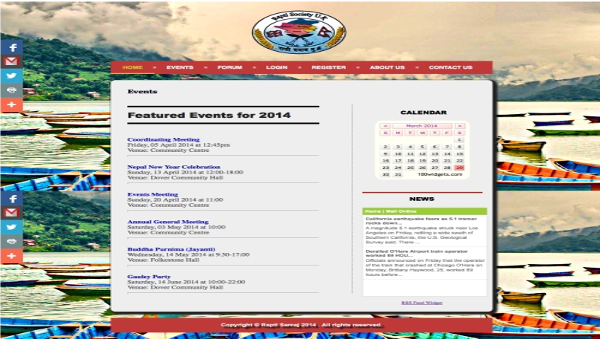 Rapti Society U.K
HOME EVENTS FORUM LOGIN REGISTER ABOUT US CONTACT US
Events
Featured Events for 2014
Coordinating Meeting
Friday, 05 April 2014 at 12:45pm
Venue: Community Centre
Nepal New Year Celebration
Sunday, 13 April 2014 at 12:00-18:00
Venue: Dover Community Hall
Events Meeting
Sunday, 20 April at 11:00
Venue: Community Centre
Annual General Meeting
Saturday, 03 May 2014 at 10:00
Venue: Community Centre
Buddha Purnima (Jayanti)
Wednesday, 14 May 2014 at 9:30-17:00
Venue: Folkestone Hall
Gauley Party
Saturday, 14 June 2014 at 10:00-22:00
Venue: Dover Community Hall
CALENDAR
< March 2014 >
S M T W T F S
1
2 3 4 5 6 7 8
9 10 11 12 13 14 15
16 17 18 19 20 21 22
23 24 25 26 27 28 29
30 31 100widgets.com
NEWS
Home | Mail Online
California earthquake fears as 5.1 tremor
rocks down...
A magnitude 5.1 earthquake struck near Los
Angeles on Friday, rattling a wide swath of
Southern California, the U.S. Geological
Survey said. There...
Derailed O'Hare Airport train operator
worked 69 HOU...
Officials announced on Friday that the operator
of the train that crashed at Chicago O'Hare on
Monday, Brittany Haywood, 25, worked 69
hours before...
RSS Feed Widget
Copyright © Rapti Samaj 2014 . All rights reserved.